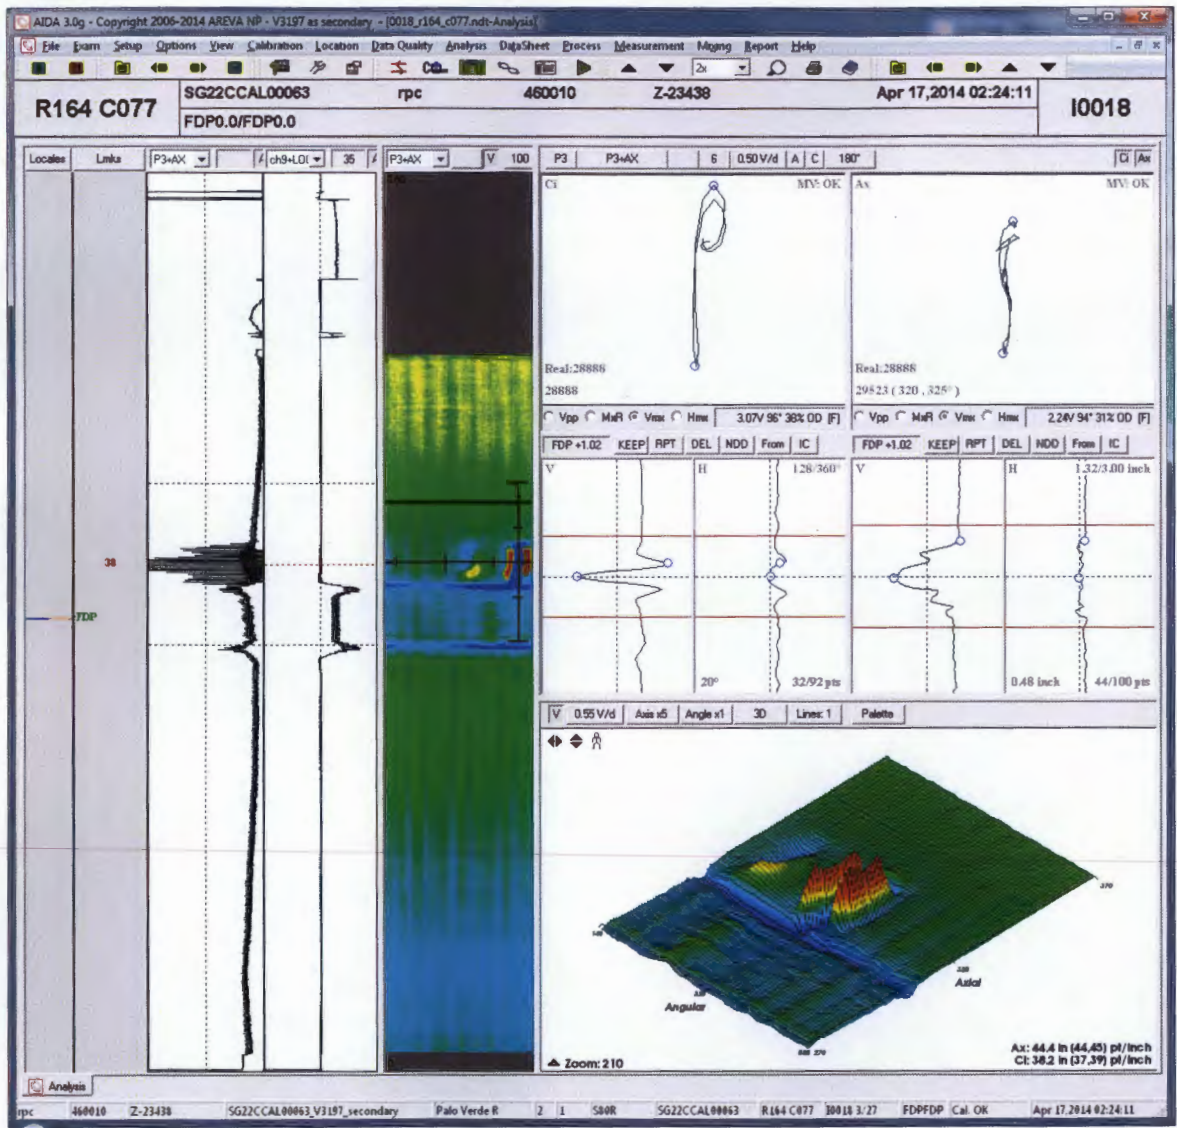 AIDA 3.0g - Copyright 2006-2014 AREVA NP - V3197 as secondary - [0018_r164_c077.ndt-Analysis]
File Exam Setup Options View Calibration Location Data Quality Analysis DataSheet Process Measurement Mixing Report Help
2x
R164 C077
SG22CCAL00063 rpc 460010 Z-23438 Apr 17,2014 02:24:11
FDP0.0/FDP0.0
I0018
Locales Lmks P3+AX ch9+LOI 35 P3+AX V 100
P3 P3+AX 6 0.50 V/d A C 180° Ci Ax
Ci MV: OK
Ax MV: OK
Real:28888
28888
Real:28888
29523 ( 320 , 325° )
Vpp MxR Vmx Hmx 3.07V 96° 38% OD [F]
Vpp MxR Vmx Hmx 2.24V 94° 31% OD [F]
FDP +1.02 KEEP RPT DEL NDD From IC
FDP +1.02 KEEP RPT DEL NDD From IC
V H 128/360°
V H 1.32/3.00 inch
38
FDP
20° 32/92 pts
0.48 inch 44/100 pts
V 0.55 V/d Axis x5 Angle x1 3D Lines: 1 Palette
270
Axial
Angular
Zoom: 210
Ax: 44.4 in (44,45) pt/inch
Ci: 38.2 in (37,39) pt/inch
Analysis
rpc 460010 Z-23438 SG22CCAL00063_V3197_secondary Palo Verde R 2 1 S80R SG22CCAL00063 R164 C077 I0018 3/27 FDPFDP Cal. OK Apr 17,2014 02:24:11